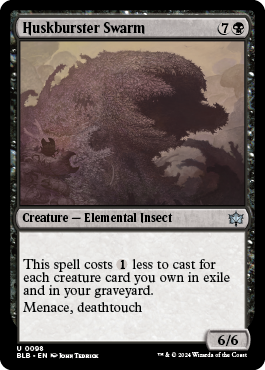 Huskburster Swarm 7
Creature — Elemental Insect
This spell costs 1 less to cast for
each creature card you own in exile
and in your graveyard.
Menace, deathtouch
6/6
U 0098
BLB • EN John Tedrick
™ & © 2024 Wizards of the Coast